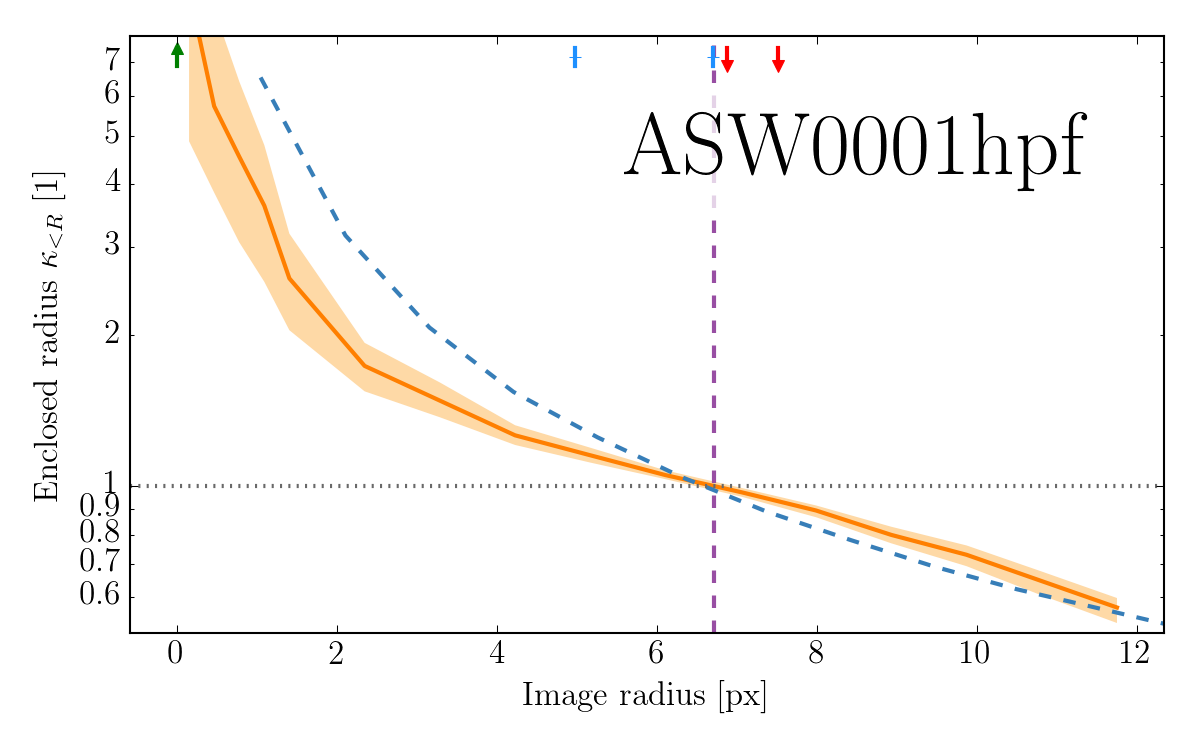 ASW0001hpf
Enclosed radius κ<R [1]
7
6
5
4
3
2
1
0.9
0.8
0.7
0.6
0 2 4 6 8 10 12
Image radius [px]